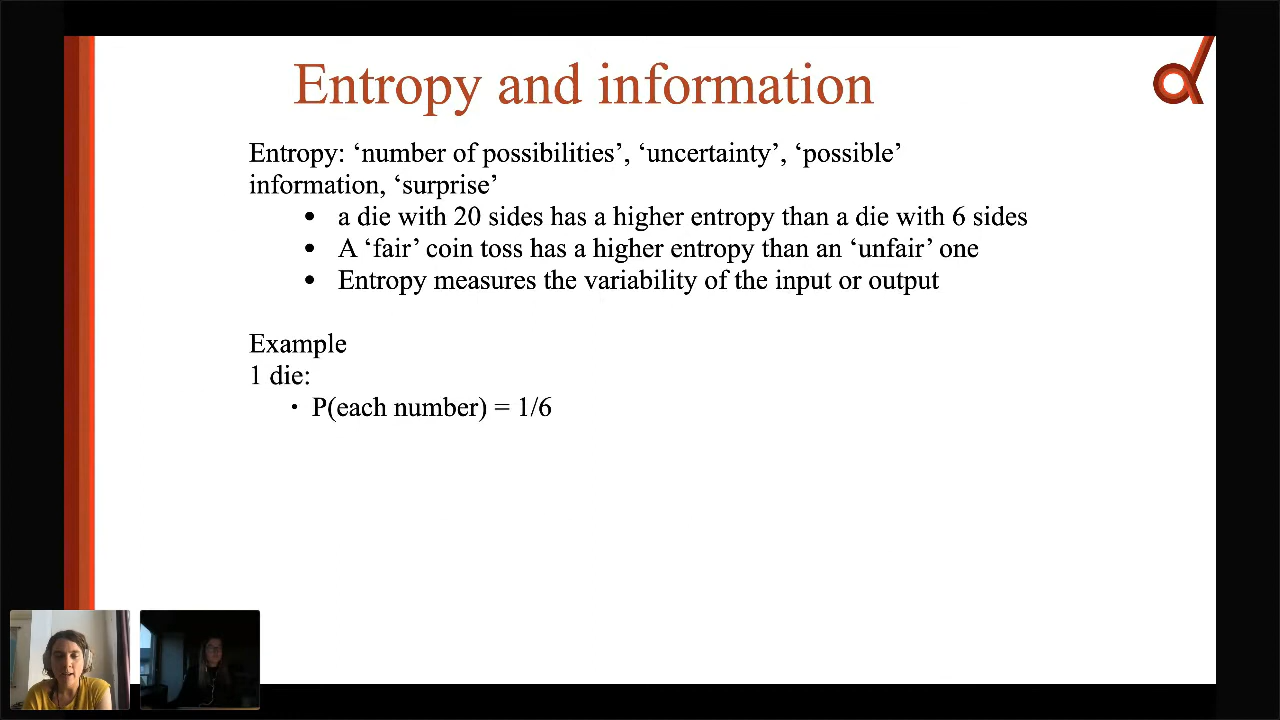 Entropy and information
Entropy: ‘number of possibilities’, ‘uncertainty’, ‘possible’
information, ‘surprise’
• a die with 20 sides has a higher entropy than a die with 6 sides
• A ‘fair’ coin toss has a higher entropy than an ‘unfair’ one
• Entropy measures the variability of the input or output
Example
1 die:
• P(each number) = 1/6